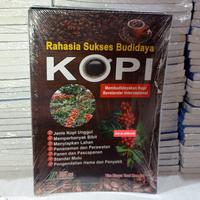 Rahasia Sukses Budidaya
KOPI
Membudidayakan Kopi
Berstandar Internasional
Jenis Kopi Unggul
Memperbanyak Bibit
Menyiapkan Lahan
Penanaman dan Perawatan
Panen dan Pascapanen
Standar Mutu
Pengendalian Hama dan Penyakit